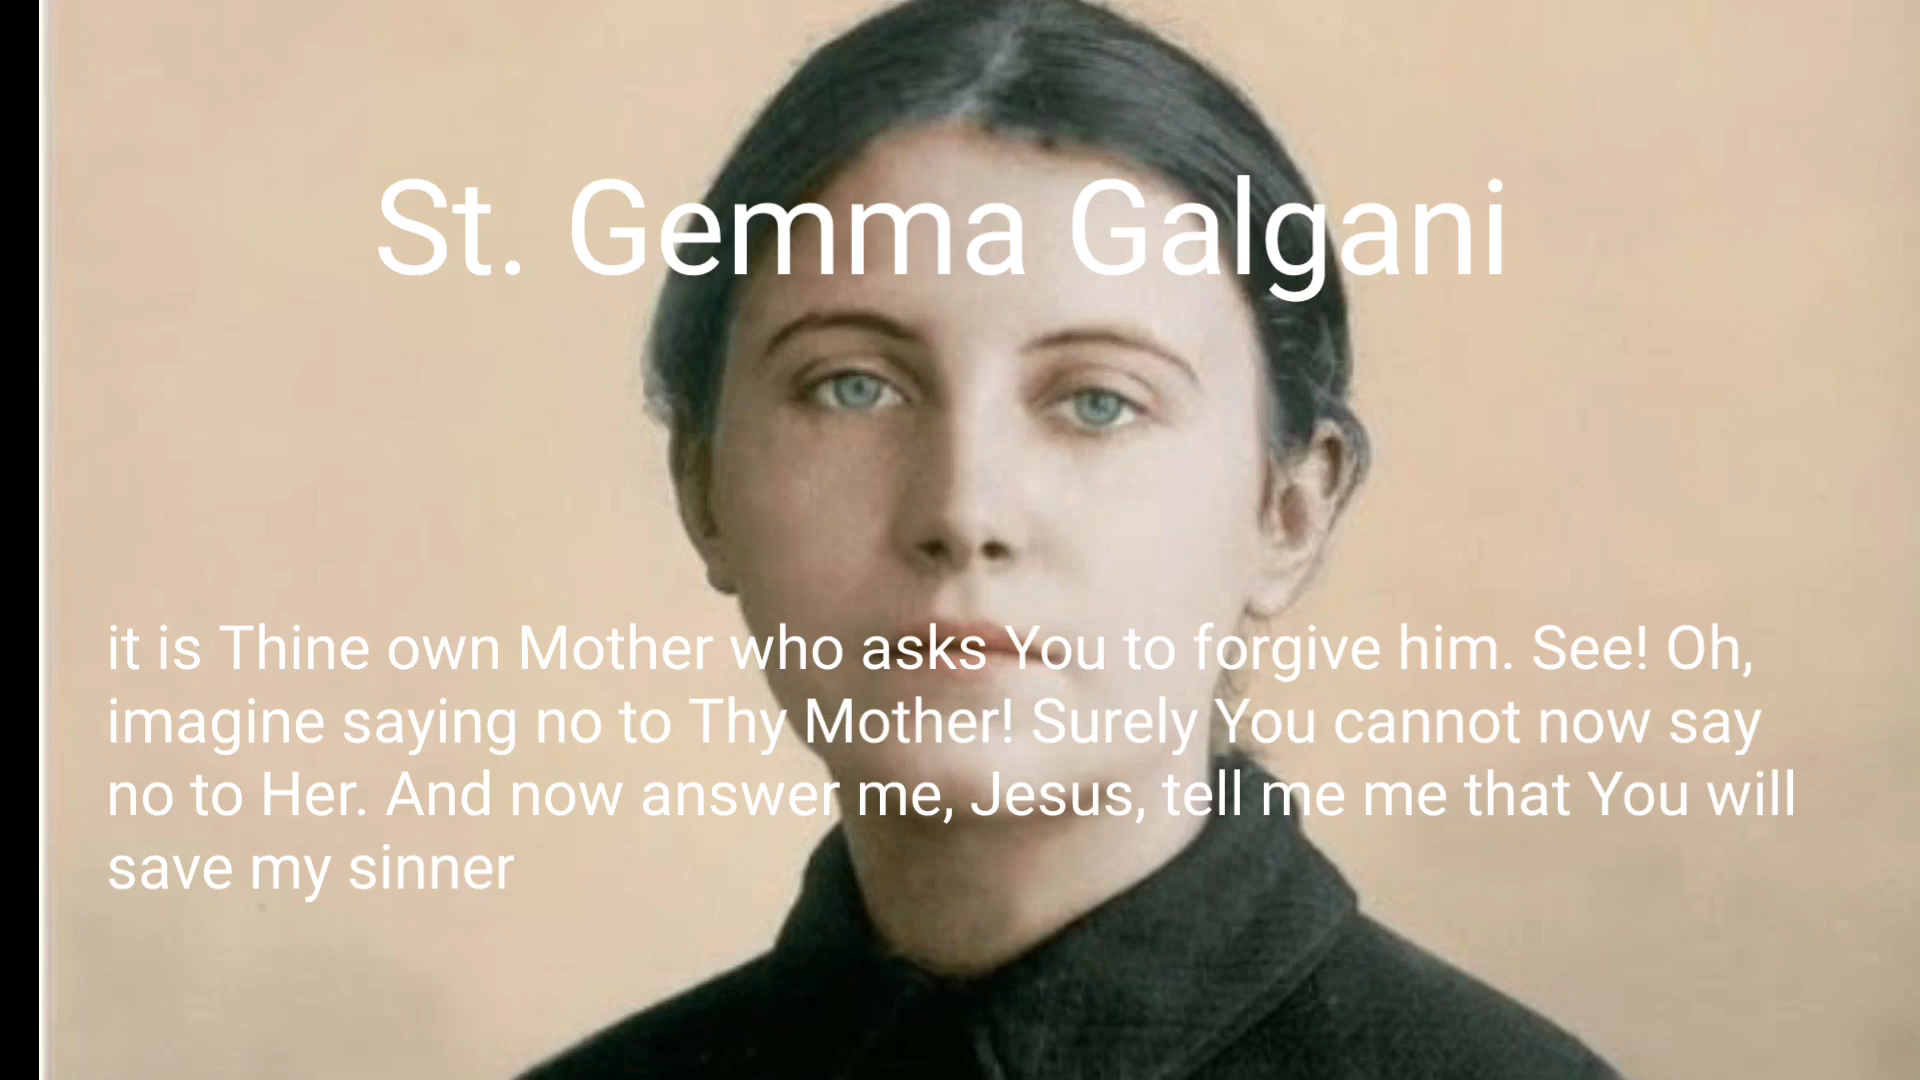 St. Gemma Galgani
it is Thine own Mother who asks You to forgive him. See! Oh,
imagine saying no to Thy Mother! Surely You cannot now say
no to Her. And now answer me, Jesus, tell me me that You will
save my sinner